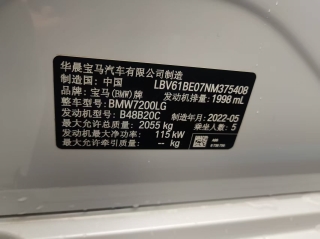 华晨宝马汽车有限公司制造
制造国：中国 LBV61BE07NM375408
品牌：宝马(BMW)牌 发动机排量：1998 mL
整车型号：BMW7200LG
发动机型号：B48B20C 制造年月：2022-05
最大允许总质量：2055 kg 乘坐人数：5
最大净功率：115 kW
最大允许牵引质量：-- kg